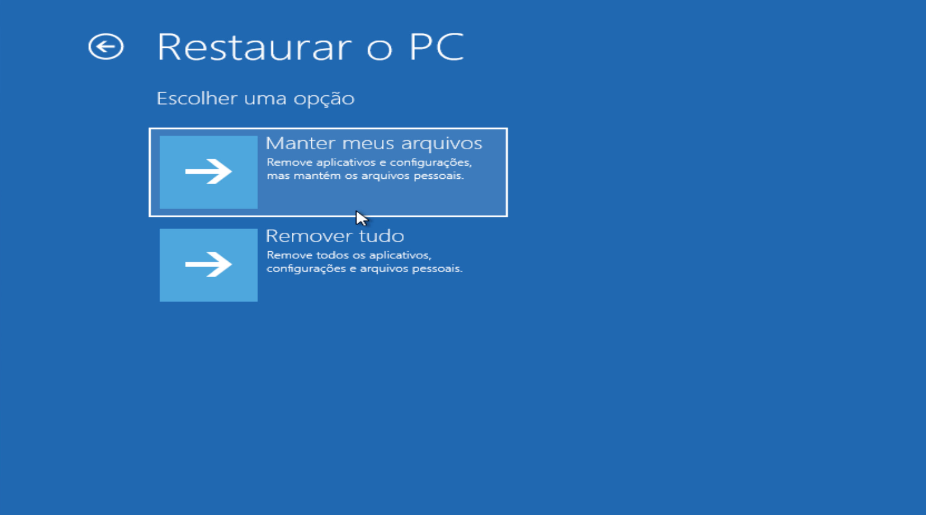 Restaurar o PC
Escolher uma opção
Manter meus arquivos
Remove aplicativos e configurações,
mas mantém os arquivos pessoais.
Remover tudo
Remove todos os aplicativos,
configurações e arquivos pessoais.